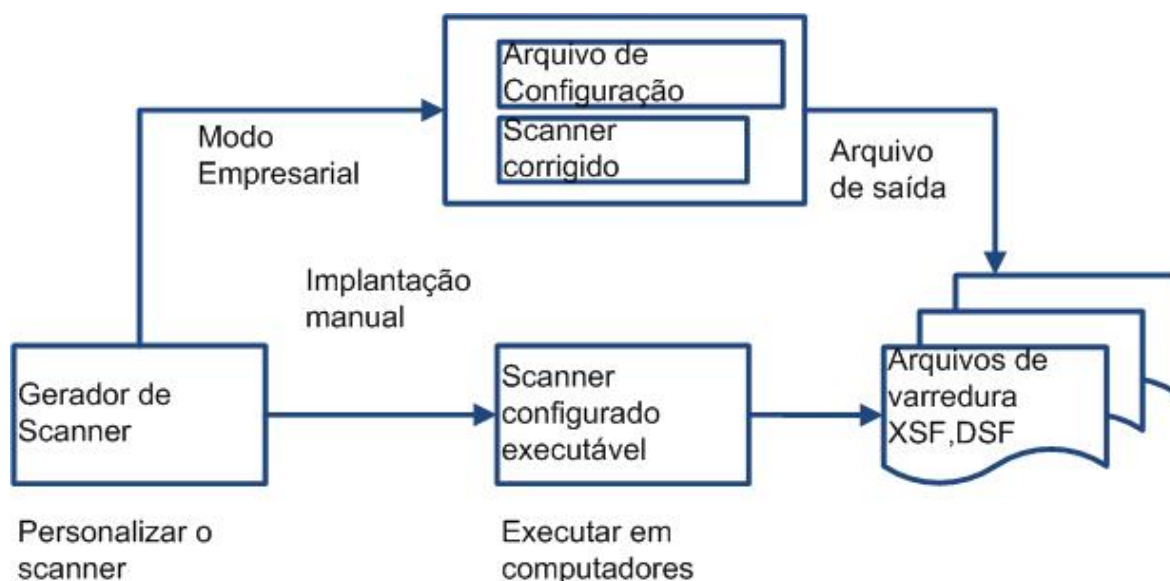 Arquivo de
Configuração
Scanner
corrigido
Modo
Empresarial
Arquivo
de saída
Implantação
manual
Gerador de
Scanner
Scanner
configurado
executável
Arquivos de
varredura
XSF,DSF
Personalizar o
scanner
Executar em
computadores